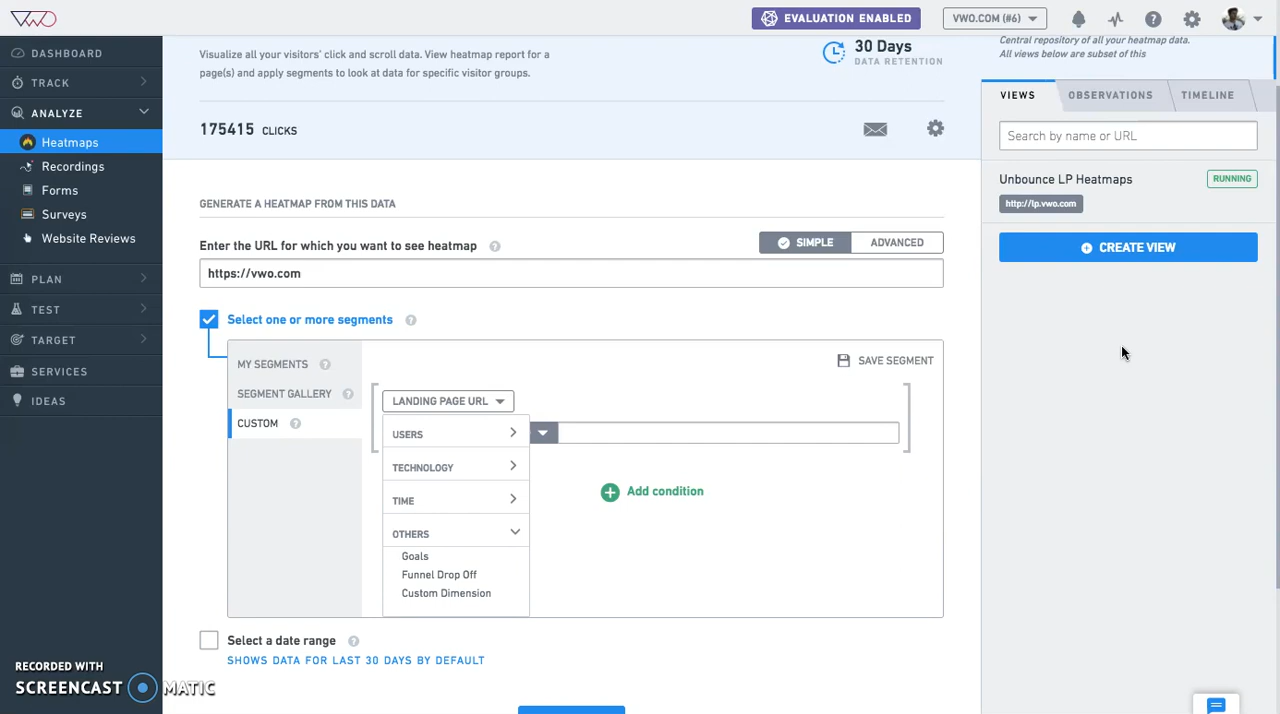 VWO
EVALUATION ENABLED
VWO.COM (#6)
DASHBOARD
TRACK
ANALYZE
Heatmaps
Recordings
Forms
Surveys
Website Reviews
PLAN
TEST
TARGET
SERVICES
IDEAS
RECORDED WITH
SCREENCAST MATIC
Visualize all your visitors' click and scroll data. View heatmap report for a
page(s) and apply segments to look at data for specific visitor groups.
30 Days
DATA RETENTION
175415 CLICKS
GENERATE A HEATMAP FROM THIS DATA
Enter the URL for which you want to see heatmap ?
SIMPLE
ADVANCED
https://vwo.com
Select one or more segments ?
MY SEGMENTS ?
SEGMENT GALLERY ?
CUSTOM ?
SAVE SEGMENT
LANDING PAGE URL
USERS
TECHNOLOGY
TIME
OTHERS
Goals
Funnel Drop Off
Custom Dimension
Add condition
Select a date range ?
SHOWS DATA FOR LAST 30 DAYS BY DEFAULT
Central repository of all your heatmap data.
All views below are subset of this
VIEWS
OBSERVATIONS
TIMELINE
Search by name or URL
Unbounce LP Heatmaps
RUNNING
http://lp.vwo.com
CREATE VIEW